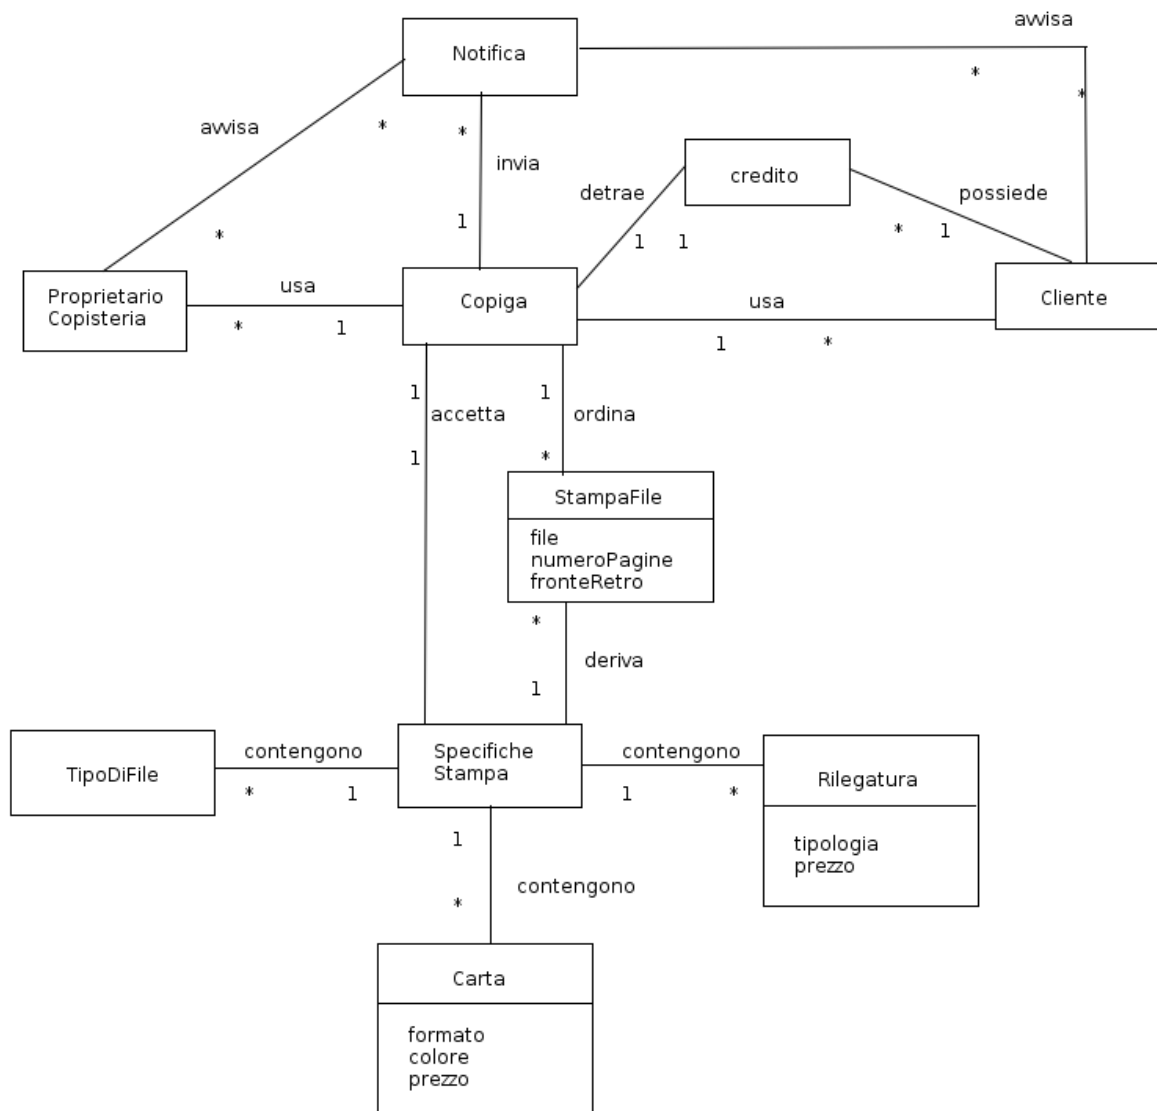 avvisa
Notifica
*
*
avvisa
*
*
invia
credito
detrae
possiede
1
*
1
1
*
1
Proprietario
Copisteria
usa
Copiga
usa
Cliente
*
1
1
*
1
1
accetta
ordina
1
*
StampaFile
file
numeroPagine
fronteRetro
*
deriva
1
TipoDiFile
contengono
Specifiche
Stampa
contengono
Rilegatura
*
1
1
*
tipologia
prezzo
1
contengono
*
Carta
formato
colore
prezzo